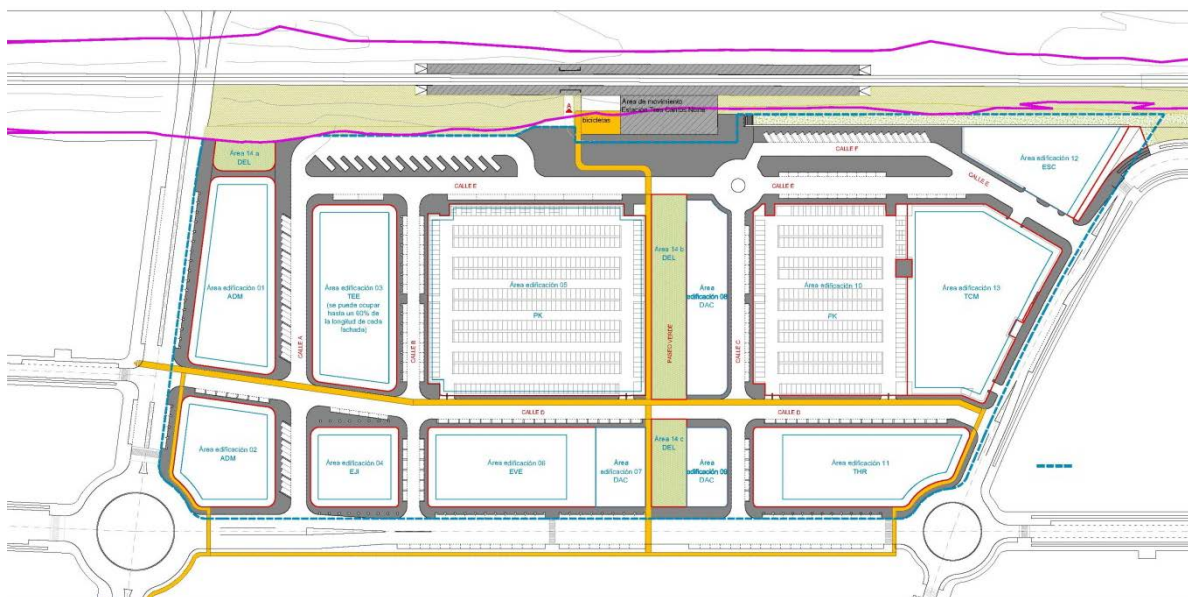 A
bicicletas
Área de movimiento
Área 14 a
DEL
CALLE F
Área edificación 12
ESC
CALLE E
CALLE E
CALLE E
Área edificación 01
ADM
Área edificación 03
TEE
(se puede ocupar
hasta un 60% de
la longitud de cada
fachada)
Área edificación 05
PK
Área 14 b
DEL
PASEO VERDE
Área
edificación 08
DAC
Área edificación 10
PK
Área edificación 13
TCM
CALLE A
CALLE B
CALLE C
CALLE D
CALLE D
Área edificación 02
ADM
Área edificación 04
EJI
Área edificación 06
EVE
Área
edificación 07
DAC
Área 14 c
DEL
Área
edificación 09
DAC
Área edificación 11
THR